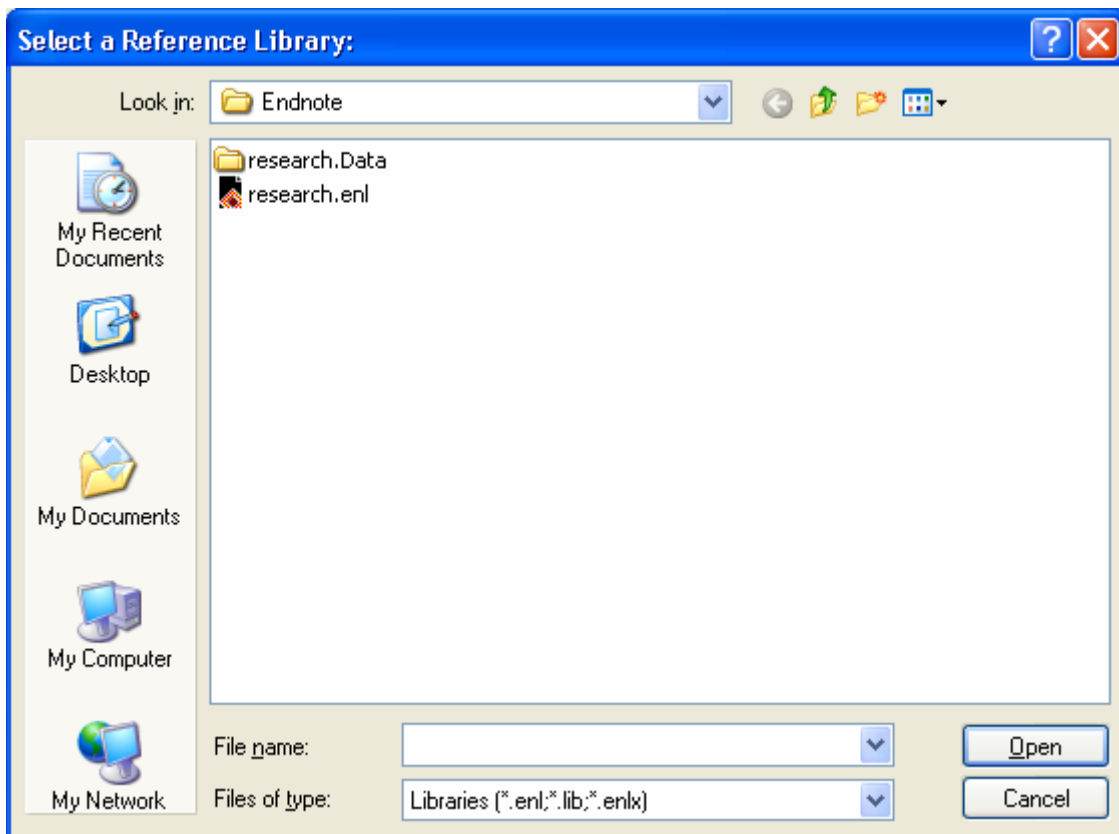 Select a Reference Library:
Look in:
Endnote
research.Data
research.enl
My Recent
Documents
Desktop
My Documents
My Computer
My Network
File name:
Open
Files of type:
Libraries (*.enl;*.lib;*.enlx)
Cancel